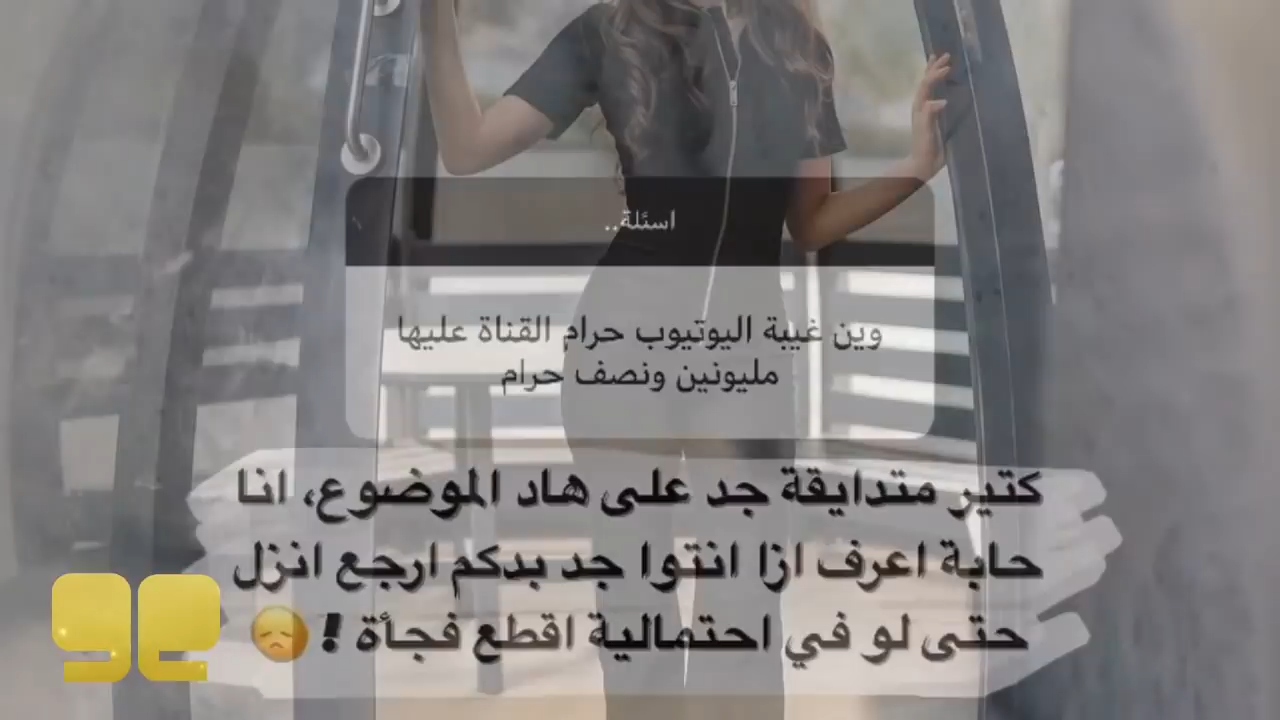 اسئلة..
وين غيبة اليوتيوب حرام القناة عليها
مليونين ونصف حرام
كتير متدايقة جد على هاد الموضوع، انا
حابة اعرف ازا انتوا جد بدكم ارجع انزل
حتى لو في احتمالية اقطع فجأة ! 😞